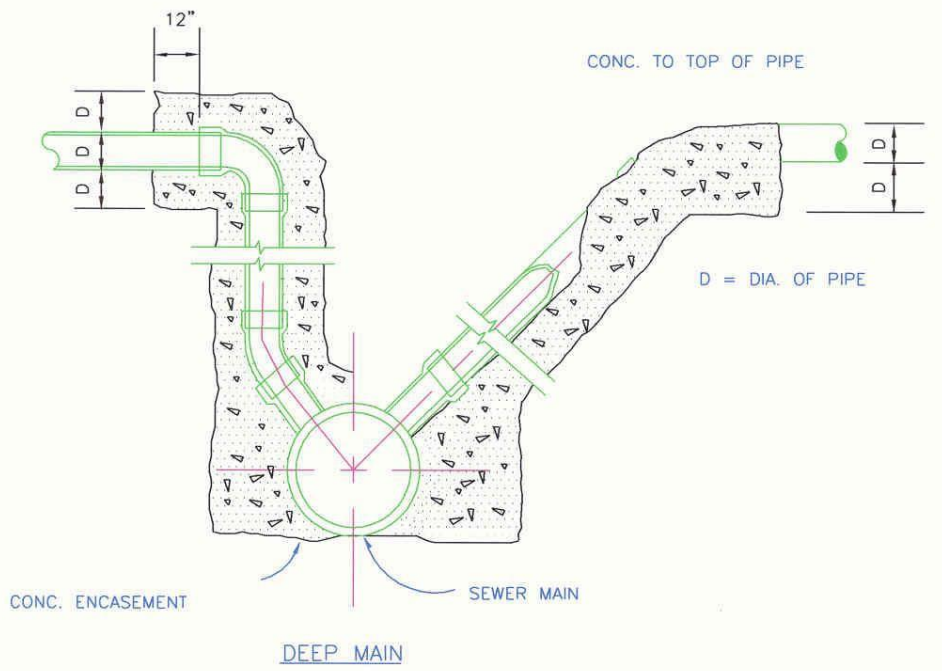 12"
CONC. TO TOP OF PIPE
D
D
D
D
D
D = DIA. OF PIPE
CONC. ENCASEMENT
SEWER MAIN
DEEP MAIN